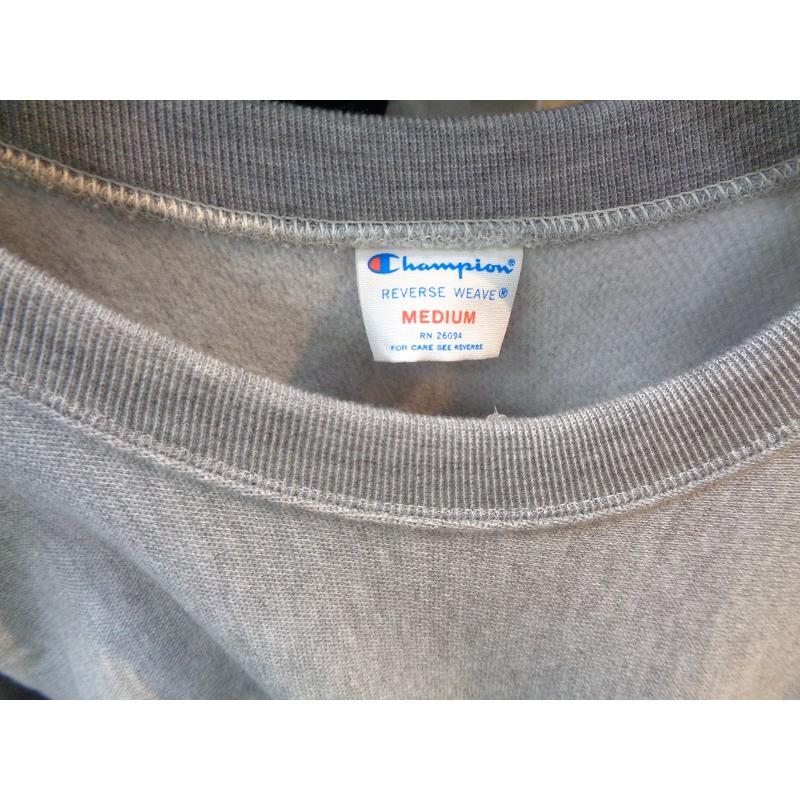 Champion®
REVERSE WEAVE®
MEDIUM
RN 26094
FOR CARE SEE REVERSE